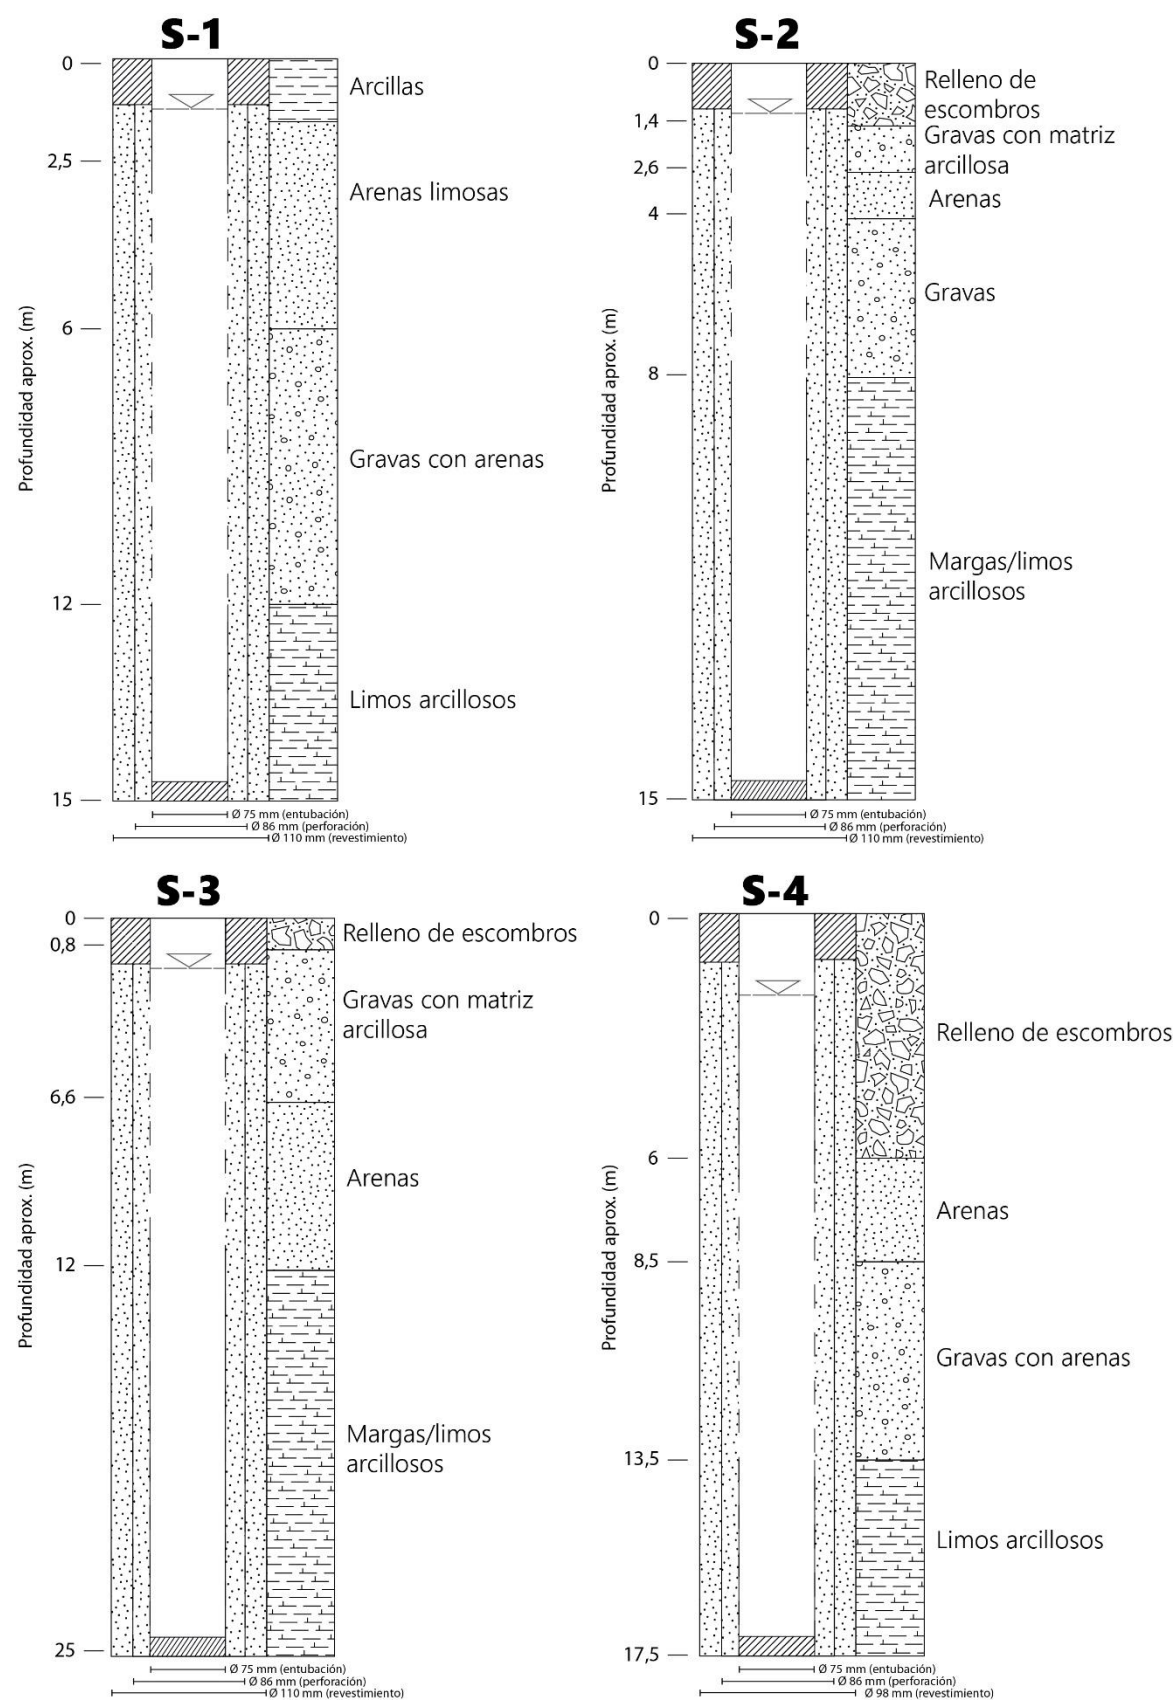 S-1
0
2,5
6
12
15
Profundidad aprox. (m)
Arcillas
Arenas limosas
Gravas con arenas
Limos arcillosos
Ø 75 mm (entubación)
Ø 86 mm (perforación)
Ø 110 mm (revestimiento)
S-2
0
1,4
2,6
4
8
15
Profundidad aprox. (m)
Relleno de
escombros
Gravas con matriz
arcillosa
Arenas
Gravas
Margas/limos
arcillosos
Ø 75 mm (entubación)
Ø 86 mm (perforación)
Ø 110 mm (revestimiento)
S-3
0
0,8
6,6
12
25
Profundidad aprox. (m)
Relleno de escombros
Gravas con matriz
arcillosa
Arenas
Margas/limos
arcillosos
Ø 75 mm (entubación)
Ø 86 mm (perforación)
Ø 110 mm (revestimiento)
S-4
0
6
8,5
13,5
17,5
Profundidad aprox. (m)
Relleno de escombros
Arenas
Gravas con arenas
Limos arcillosos
Ø 75 mm (entubación)
Ø 86 mm (perforación)
Ø 98 mm (revestimiento)